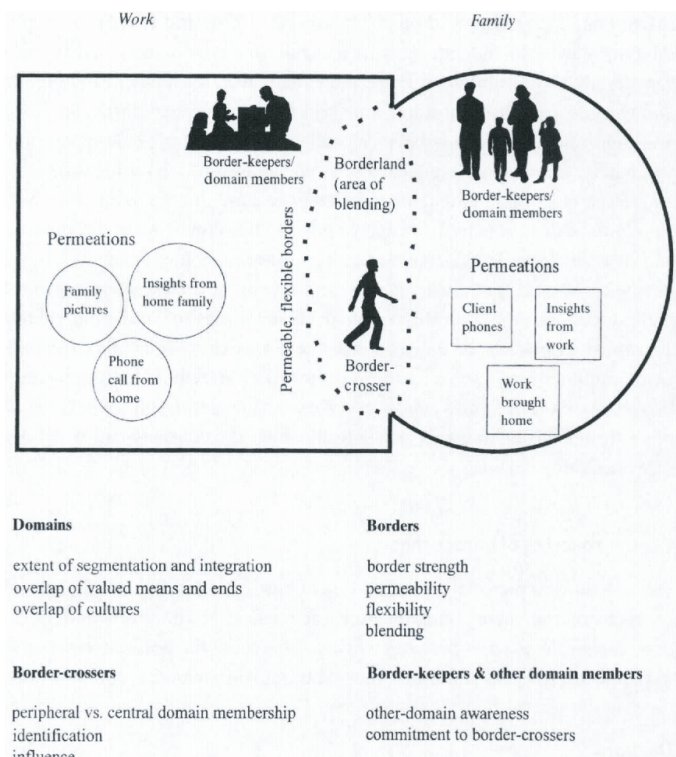 Work
Family
Border-keepers/
domain members
Permeations
Family
pictures
Insights from
home family
Phone
call from
home
Permeable, flexible borders
Borderland
(area of
blending)
Border-
crosser
Border-keepers/
domain members
Permeations
Client
phones
Insights
from
work
Work
brought
home
Domains
extent of segmentation and integration
overlap of valued means and ends
overlap of cultures
Borders
border strength
permeability
flexibility
blending
Border-crossers
peripheral vs. central domain membership
identification
influence
Border-keepers & other domain members
other-domain awareness
commitment to border-crossers